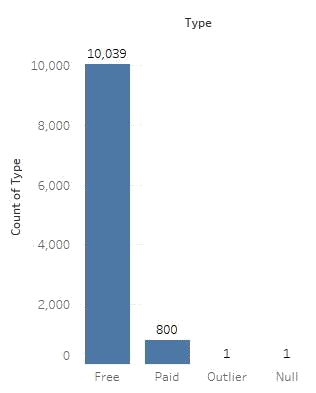 Type
10,039
10,000
8,000
6,000
Count of Type
4,000
2,000
800
1
1
0
Free
Paid
Outlier
Null